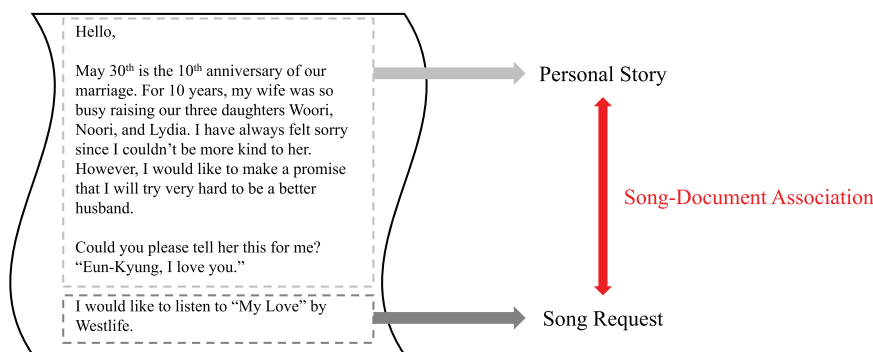 Hello,
May 30th is the 10th anniversary of our
marriage. For 10 years, my wife was so
busy raising our three daughters Woori,
Noori, and Lydia. I have always felt sorry
since I couldn’t be more kind to her.
However, I would like to make a promise
that I will try very hard to be a better
husband.
Could you please tell her this for me?
“Eun-Kyung, I love you.”
I would like to listen to “My Love” by
Westlife.
Personal Story
Song-Document Association
Song Request